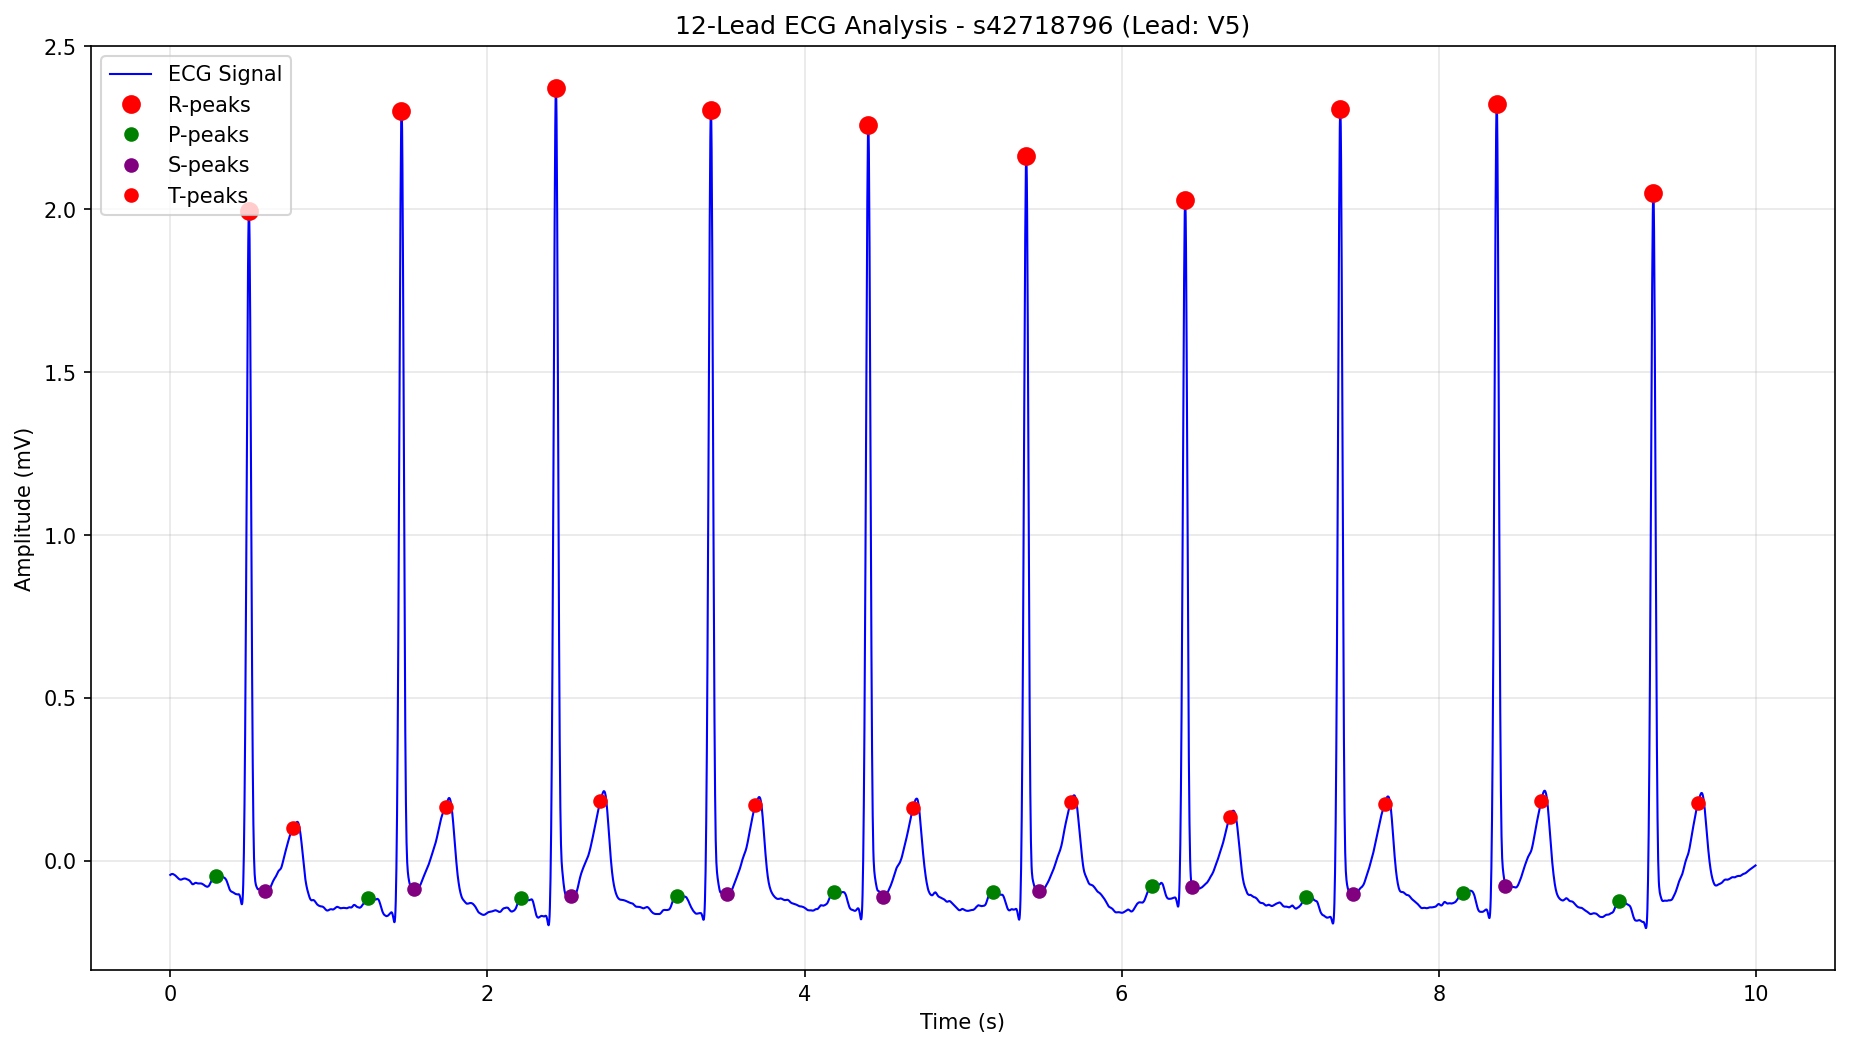 12-Lead ECG Analysis - s42718796 (Lead: V5)
ECG Signal
R-peaks
P-peaks
S-peaks
T-peaks
Amplitude (mV)
2.5
2.0
1.5
1.0
0.5
0.0
0 2 4 6 8 10
Time (s)